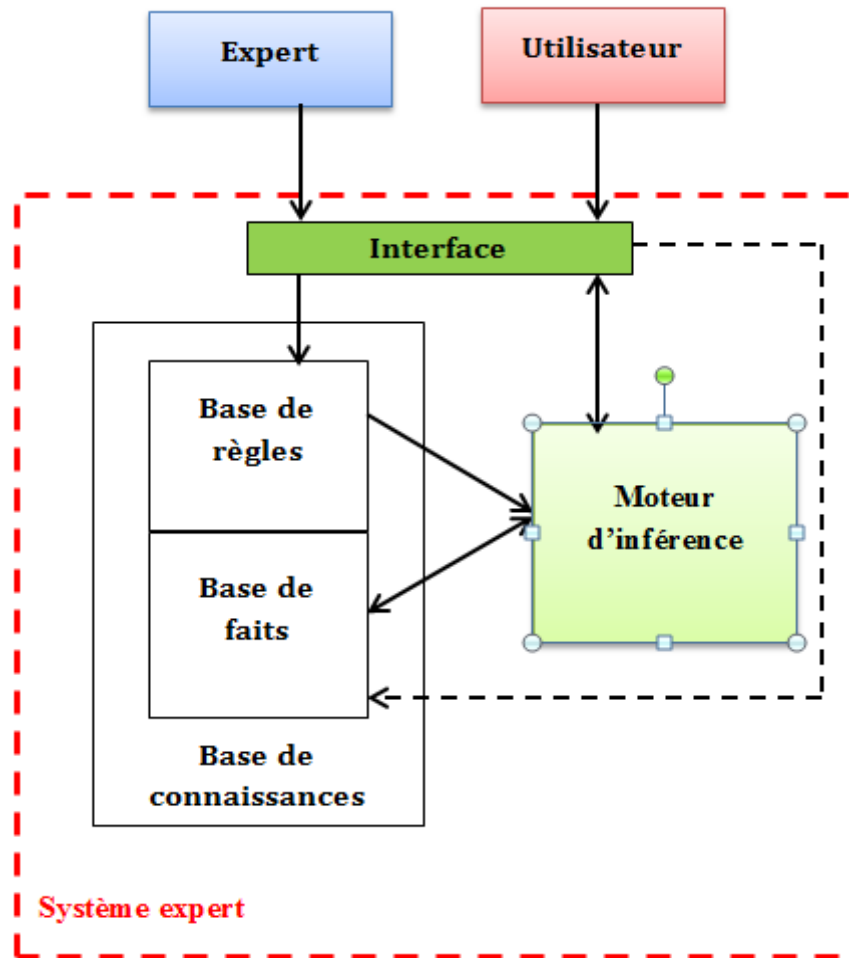 Expert
Utilisateur
Interface
Base de
règles
Moteur
d’inférence
Base de
faits
Base de
connaissances
Système expert